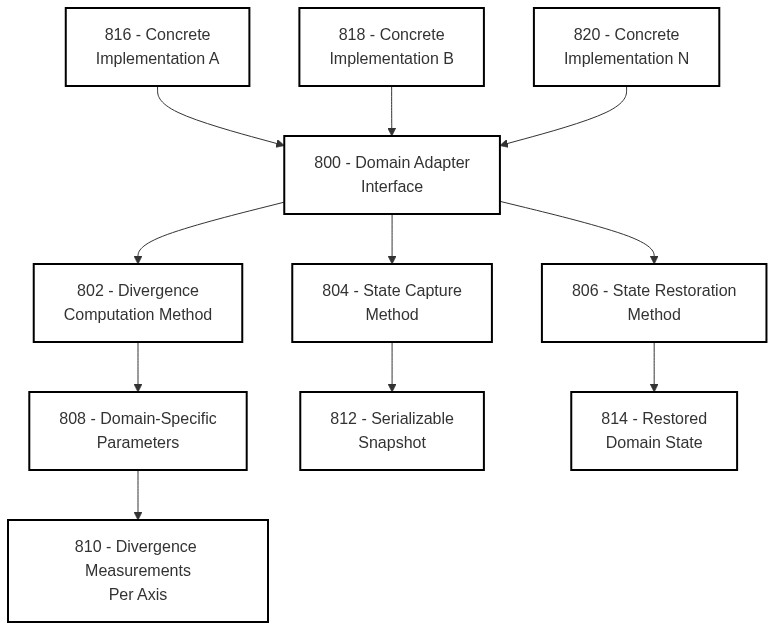 816 - Concrete
Implementation A
818 - Concrete
Implementation B
820 - Concrete
Implementation N
800 - Domain Adapter
Interface
802 - Divergence
Computation Method
804 - State Capture
Method
806 - State Restoration
Method
808 - Domain-Specific
Parameters
812 - Serializable
Snapshot
814 - Restored
Domain State
810 - Divergence
Measurements
Per Axis